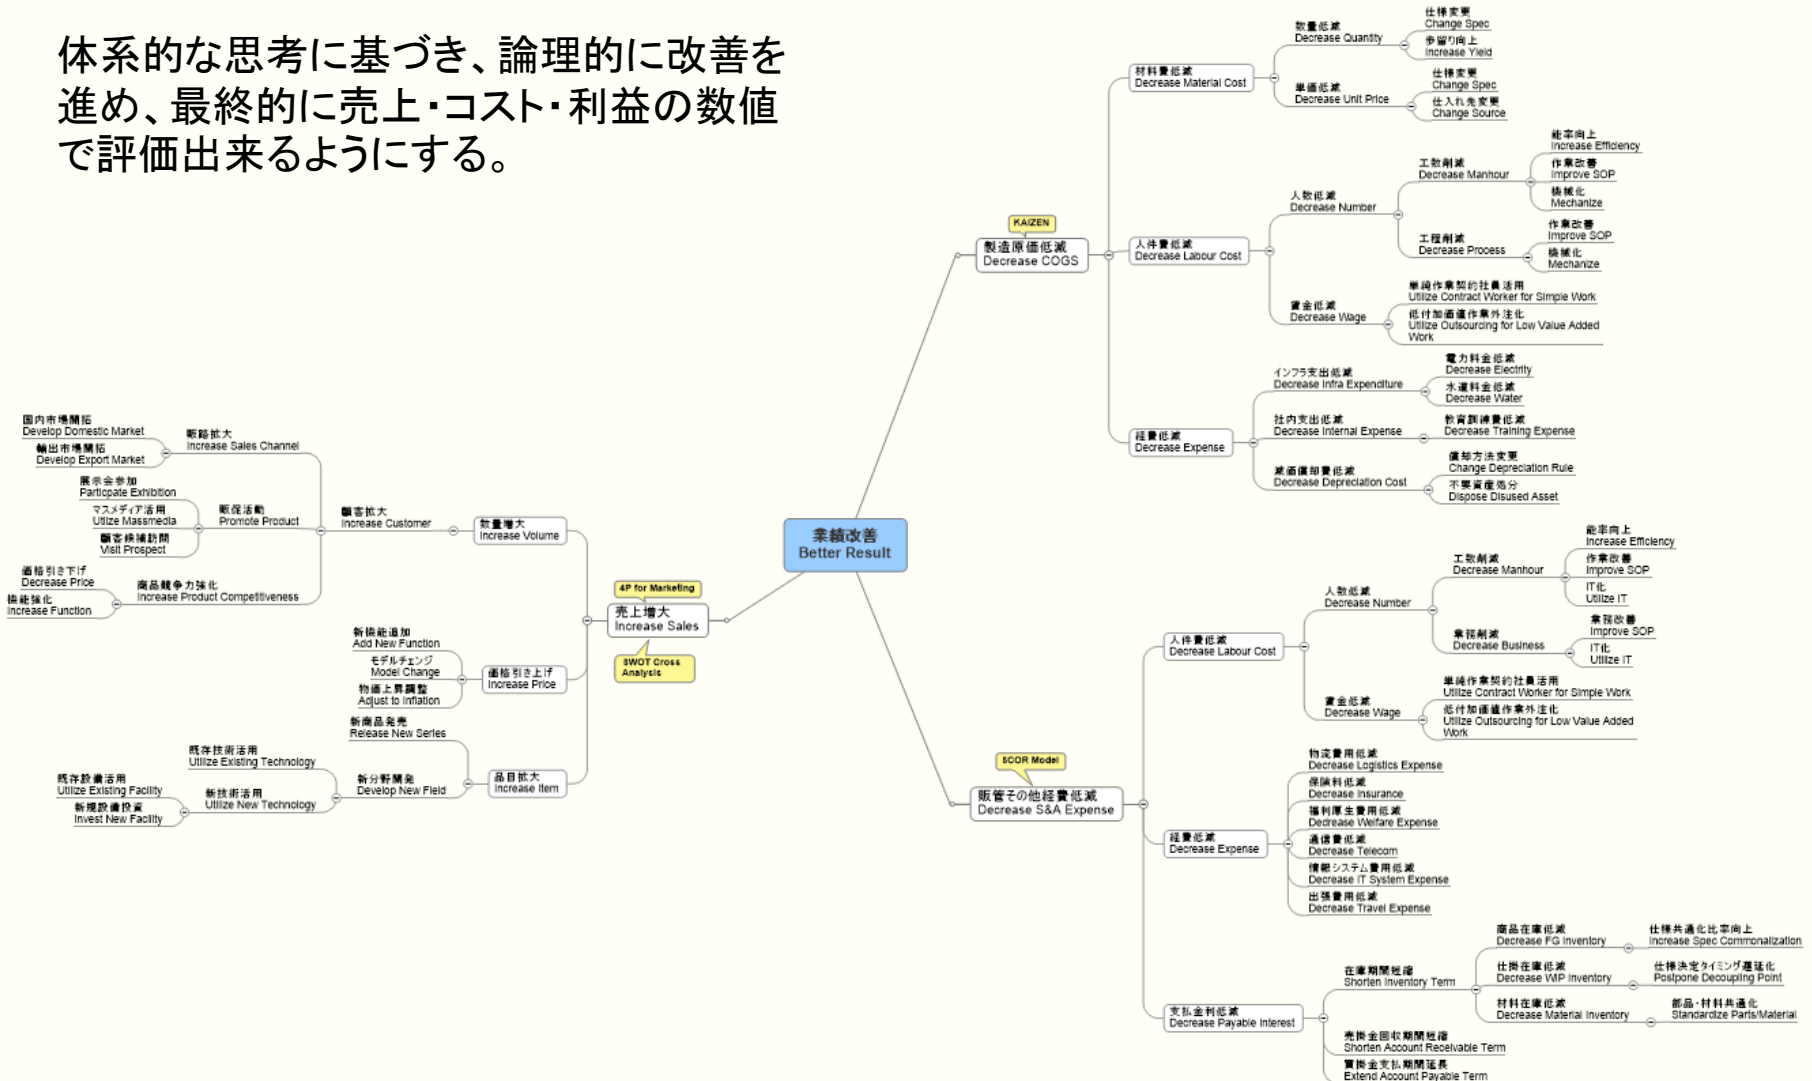 体系的な思考に基づき、論理的に改善を
進め、最終的に売上・コスト・利益の数値
で評価出来るようにする。
業績改善
Better Result
KAIZEN
製造原価低減
Decrease COGS
材料費低減
Decrease Material Cost
数量低減
Decrease Quantity
仕様変更
Change Spec
歩留り向上
Increase Yield
単価低減
Decrease Unit Price
仕様変更
Change Spec
仕入れ先変更
Change Source
人件費低減
Decrease Labour Cost
人数低減
Decrease Number
工数削減
Decrease Manhour
能率向上
Increase Efficiency
作業改善
Improve SOP
機械化
Mechanize
工程削減
Decrease Process
作業改善
Improve SOP
機械化
Mechanize
賃金低減
Decrease Wage
単純作業契約社員活用
Utilize Contract Worker for Simple Work
低付加価値作業外注化
Utilize Outsourcing for Low Value Added
Work
経費低減
Decrease Expense
インフラ支出低減
Decrease Infra Expenditure
電力料金低減
Decrease Electrity
水道料金低減
Decrease Water
社内支出低減
Decrease Internal Expense
教育訓練費低減
Decrease Training Expense
減価償却費低減
Decrease Depreciation Cost
償却方法変更
Change Depreciation Rule
不要資産処分
Dispose Disused Asset
4P for Marketing
売上増大
Increase Sales
SWOT Cross
Analysis
数量増大
Increase Volume
顧客拡大
Increase Customer
販路拡大
Increase Sales Channel
国内市場開拓
Develop Domestic Market
輸出市場開拓
Develop Export Market
販促活動
Promote Product
展示会参加
Particpate Exhibition
マスメディア活用
Utlize Massmedia
顧客候補訪問
Visit Prospect
商品競争力強化
Increase Product Competitiveness
価格引き下げ
Decrease Price
機能強化
Increase Function
価格引き上げ
Increase Price
新機能追加
Add New Function
モデルチェンジ
Model Change
物価上昇調整
Adjust to Inflation
品目拡大
Increase Item
新商品発売
Release New Series
新分野開発
Develop New Field
既存技術活用
Utilize Existing Technology
新技術活用
Utilize New Technology
既存設備活用
Utilize Existing Facility
新規設備投資
Invest New Facility
SCOR Model
販管その他経費低減
Decrease S&A Expense
人件費低減
Decrease Labour Cost
人数低減
Decrease Number
工数削減
Decrease Manhour
能率向上
Increase Efficiency
作業改善
Improve SOP
IT化
Utilize IT
業務削減
Decrease Business
業務改善
Improve SOP
IT化
Utilize IT
賃金低減
Decrease Wage
単純作業契約社員活用
Utilize Contract Worker for Simple Work
低付加価値作業外注化
Utilize Outsourcing for Low Value Added
Work
経費低減
Decrease Expense
物流費用低減
Decrease Logistics Expense
保険料低減
Decrease Insurance
福利厚生費用低減
Dedrease Welfare Expense
通信費低減
Decrease Telecom
情報システム費用低減
Decrease IT System Expense
出張費用低減
Decrease Travel Expense
支払金利低減
Decrease Payable Interest
在庫期間短縮
Shorten Inventory Term
商品在庫低減
Decrease FG Inventory
仕様共通化比率向上
Increase Spec Commonalization
仕掛在庫低減
Decrease WIP Inventory
仕様決定タイミング遅延化
Postpone Decoupling Point
材料在庫低減
Decrease Material Inventory
部品・材料共通化
Standardize Parts/Material
売掛金回収期間短縮
Shorten Account Receivable Term
買掛金支払期間延長
Extend Account Payable Term